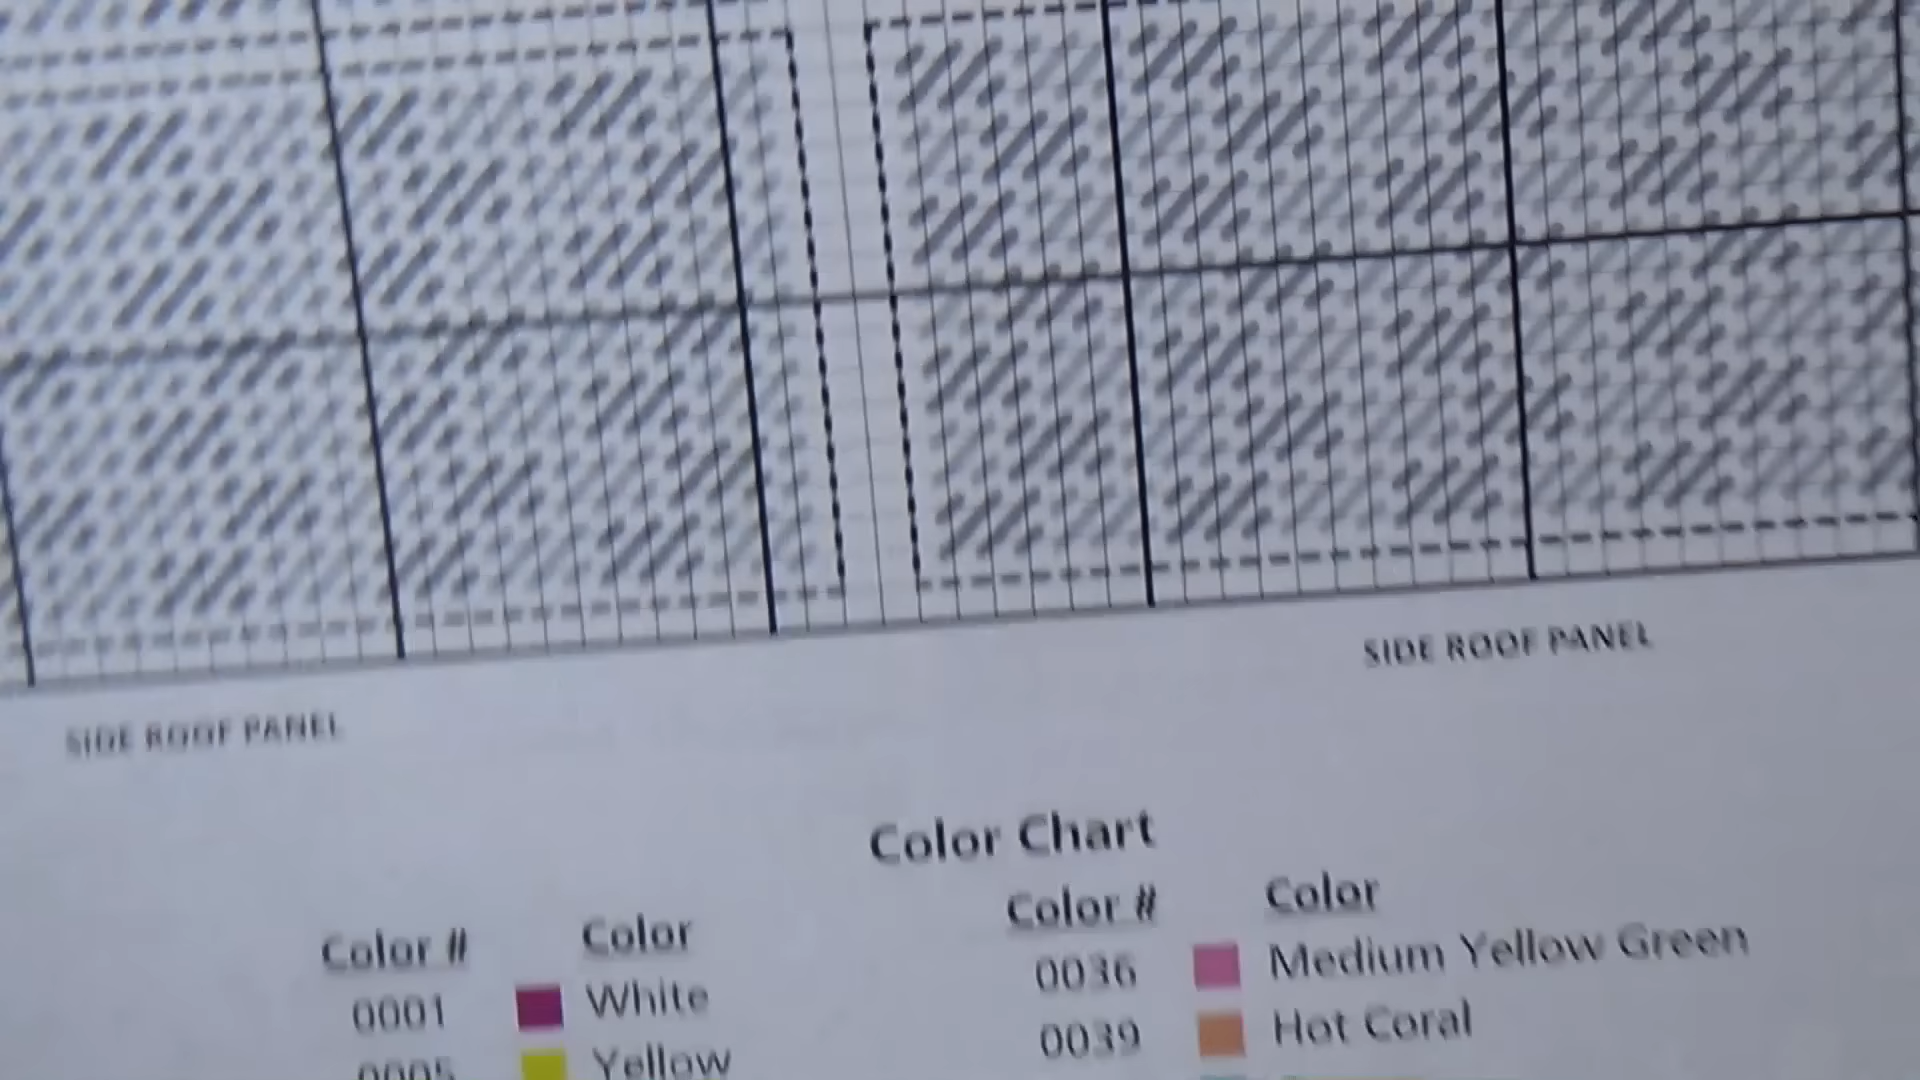 SIDE ROOF PANEL
SIDE ROOF PANEL
Color Chart
Color # Color
0001 White
0005 Yellow
Color # Color
0036 Medium Yellow Green
0039 Hot Coral